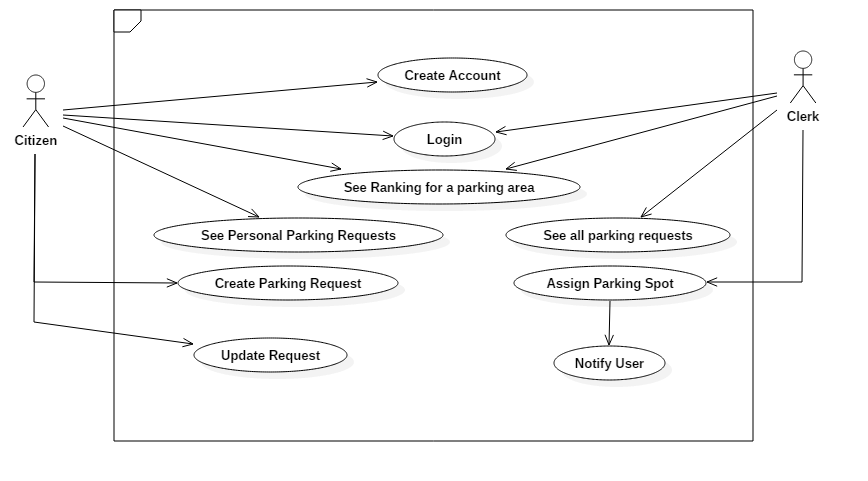 Create Account
Citizen
Clerk
Login
See Ranking for a parking area
See Personal Parking Requests
See all parking requests
Create Parking Request
Assign Parking Spot
Update Request
Notify User